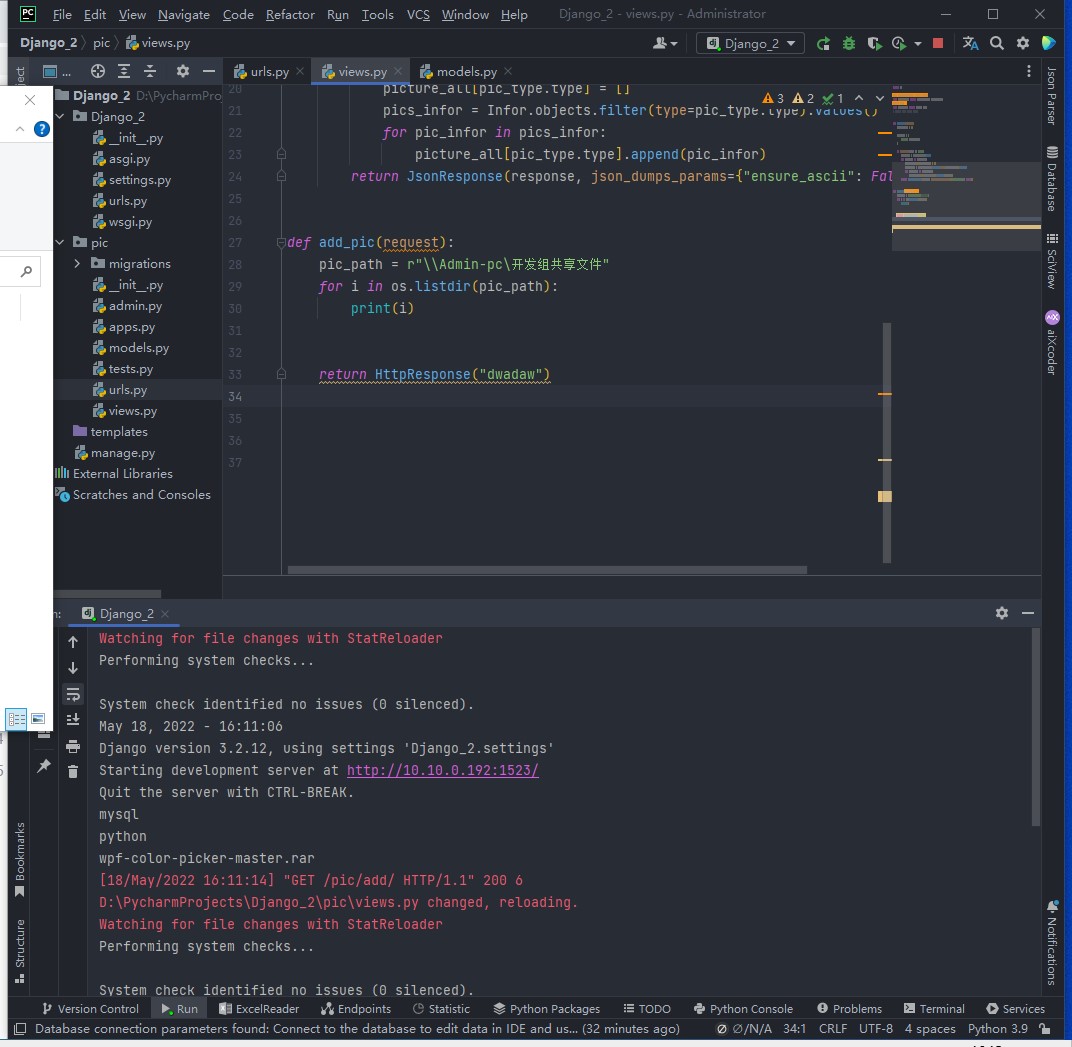 File Edit View Navigate Code Refactor Run Tools VCS Window Help Django_2 - views.py - Administrator
Django_2 pic views.py Django_2
urls.py views.py models.py
Django_2 D:\PycharmPro
Django_2
__init__.py
asgi.py
settings.py
urls.py
wsgi.py
pic
migrations
__init__.py
admin.py
apps.py
models.py
tests.py
urls.py
views.py
templates
manage.py
External Libraries
Scratches and Consoles
20 picture_all[pic_type.type] = []
3 2 1
21 pics_infor = Infor.objects.filter(type=pic_type.type).values()
22 for pic_infor in pics_infor:
23 picture_all[pic_type.type].append(pic_infor)
24 return JsonResponse(response, json_dumps_params={"ensure_ascii": Fal
25
26
27 def add_pic(request):
28 pic_path = r"\\Admin-pc\开发组共享文件"
29 for i in os.listdir(pic_path):
30 print(i)
31
32
33 return HttpResponse("dwadaw")
34
35
36
37
Json Parser
Database
SciView
aiXcoder
Notifications
Django_2
Watching for file changes with StatReloader
Performing system checks...
System check identified no issues (0 silenced).
May 18, 2022 - 16:11:06
Django version 3.2.12, using settings 'Django_2.settings'
Starting development server at http://10.10.0.192:1523/
Quit the server with CTRL-BREAK.
mysql
python
wpf-color-picker-master.rar
[18/May/2022 16:11:14] "GET /pic/add/ HTTP/1.1" 200 6
D:\PycharmProjects\Django_2\pic\views.py changed, reloading.
Watching for file changes with StatReloader
Performing system checks...
System check identified no issues (0 silenced).
Bookmarks
Structure
Version Control Run ExcelReader Endpoints Statistic Python Packages TODO Python Console Problems Terminal Services
Database connection parameters found: Connect to the database to edit data in IDE and us... (32 minutes ago) Ø/N/A 34:1 CRLF UTF-8 4 spaces Python 3.9